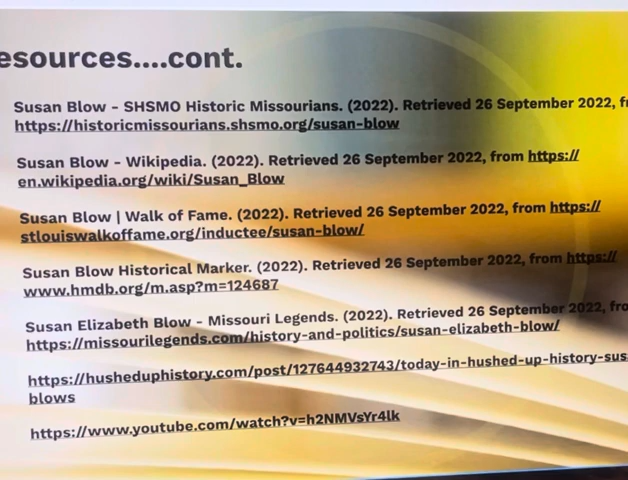 esources....cont.
Susan Blow - SHSMO Historic Missourians. (2022). Retrieved 26 September 2022, fr
https://historicmissourians.shsmo.org/susan-blow
Susan Blow - Wikipedia. (2022). Retrieved 26 September 2022, from https://
en.wikipedia.org/wiki/Susan_Blow
Susan Blow | Walk of Fame. (2022). Retrieved 26 September 2022, from https://
stlouiswalkoffame.org/inductee/susan-blow/
Susan Blow Historical Marker. (2022). Retrieved 26 September 2022, from https://
www.hmdb.org/m.asp?m=124687
Susan Elizabeth Blow - Missouri Legends. (2022). Retrieved 26 September 2022, fro
https://missourilegends.com/history-and-politics/susan-elizabeth-blow/
https://husheduphistory.com/post/127644932743/today-in-hushed-up-history-sus
blows
https://www.youtube.com/watch?v=h2NMVsYr4lk